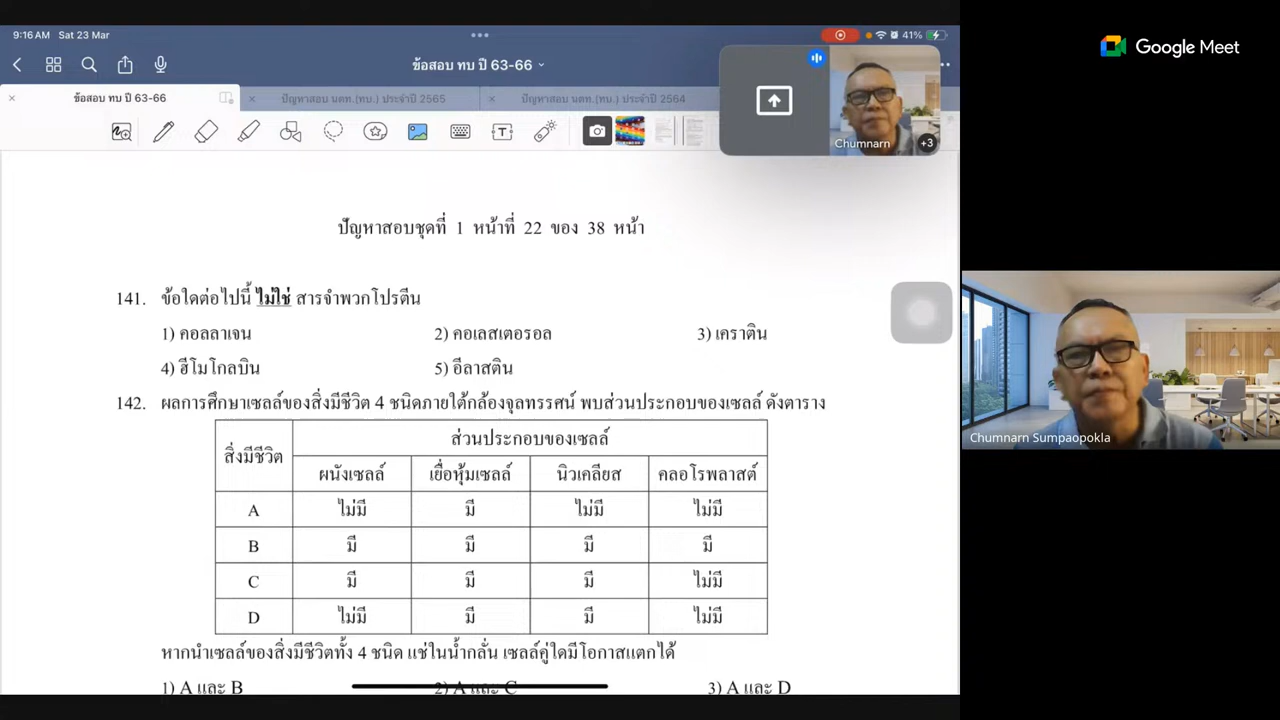 9:16 AM Sat 23 Mar
41%
Google Meet
ข้อสอบ ทบ ปี 63-66
ข้อสอบ ทบ ปี 63-66
ปัญหาสอบ นตท.(ทบ.) ประจำปี 2565
ปัญหาสอบ นตท.(ทบ.) ประจำปี 2564
Chumnarn
+3
ปัญหาสอบชุดที่ 1 หน้าที่ 22 ของ 38 หน้า
141. ข้อใดต่อไปนี้ ไม่ใช่ สารจำพวกโปรตีน
1) คอลลาเจน 2) คอเลสเตอรอล 3) เคราติน
4) ฮีโมโกลบิน 5) อีลาสติน
142. ผลการศึกษาเซลล์ของสิ่งมีชีวิต 4 ชนิดภายใต้กล้องจุลทรรศน์ พบส่วนประกอบของเซลล์ ดังตาราง
สิ่งมีชีวิต ส่วนประกอบของเซลล์
ผนังเซลล์ เยื่อหุ้มเซลล์ นิวเคลียส คลอโรพลาสต์
A ไม่มี มี ไม่มี ไม่มี
B มี มี มี มี
C มี มี มี ไม่มี
D ไม่มี มี มี ไม่มี
หากนำเซลล์ของสิ่งมีชีวิตทั้ง 4 ชนิด แช่ในน้ำกลั่น เซลล์คู่ใดมีโอกาสแตกได้
1) A และ B 2) A และ C 3) A และ D
Chumnarn Sumpaopokla